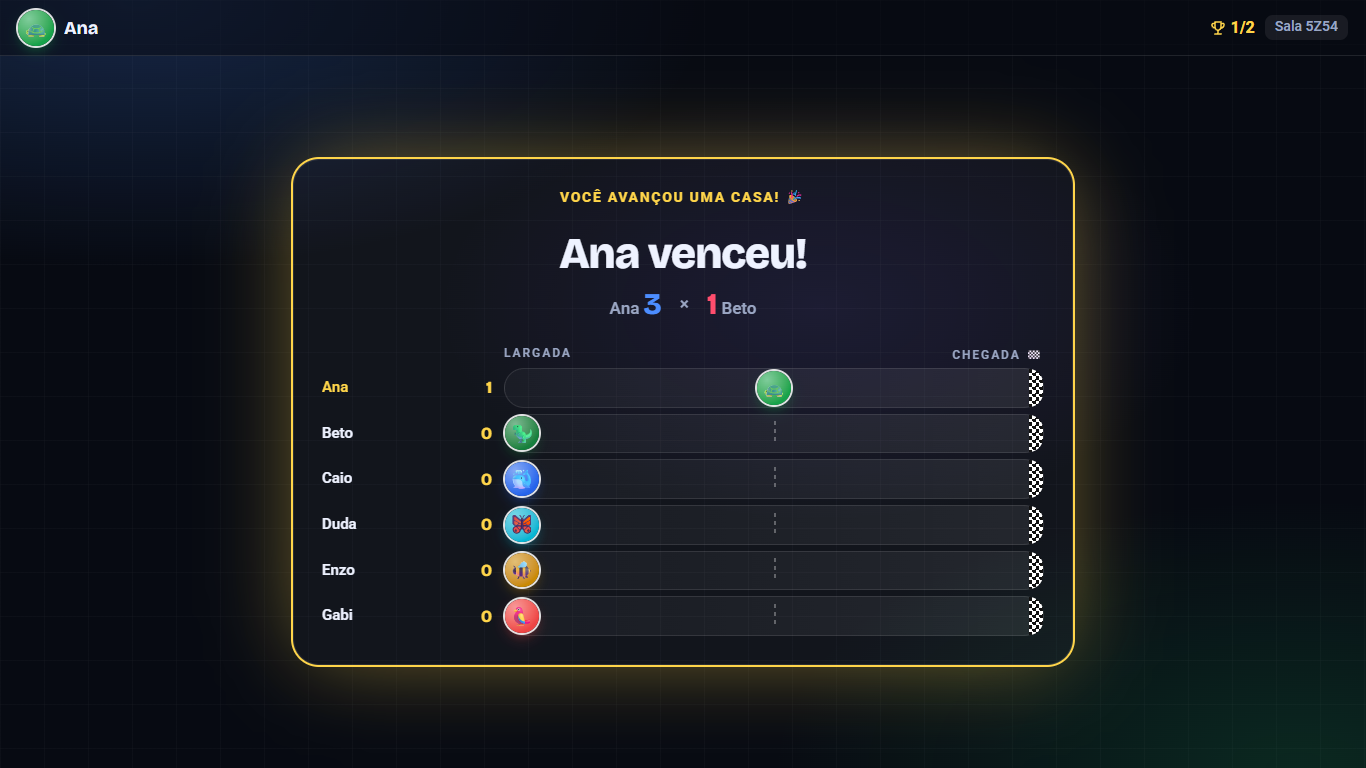 Ana
1/2
Sala 5Z54
VOCÊ AVANÇOU UMA CASA! 🎉
Ana venceu!
Ana 3 × 1 Beto
LARGADA
CHEGADA 🏁
Ana 1
Beto 0
Caio 0
Duda 0
Enzo 0
Gabi 0